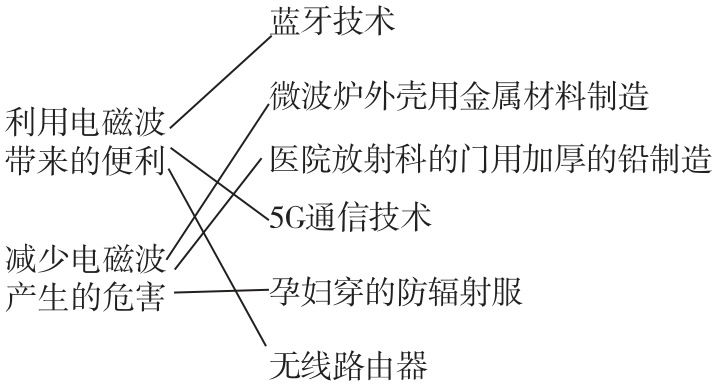 利用电磁波
带来的便利
减少电磁波
产生的危害
蓝牙技术
微波炉外壳用金属材料制造
医院放射科的门用加厚的铅制造
5G通信技术
孕妇穿的防辐射服
无线路由器